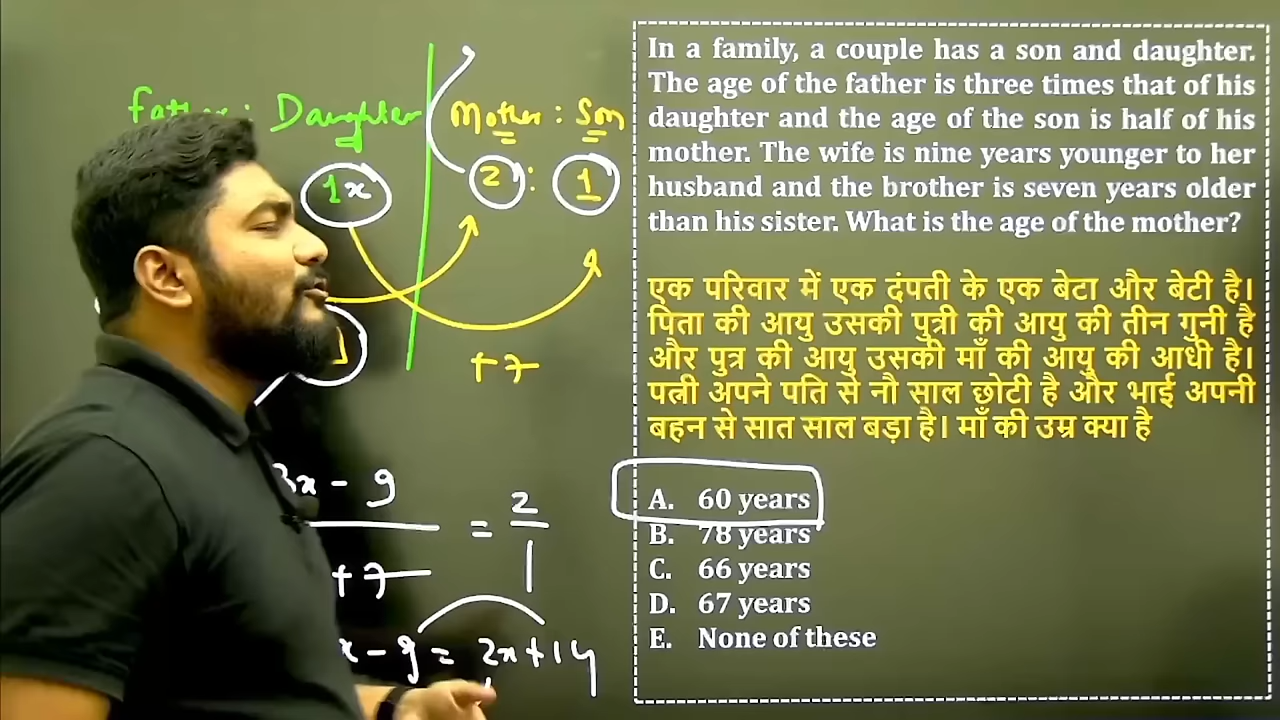 Daughter
Mother : Son
1x
2 : 1
1
+7
3x - 9
= 2
+7
1
x - 9 = 2x + 14
In a family, a couple has a son and daughter.
The age of the father is three times that of his
daughter and the age of the son is half of his
mother. The wife is nine years younger to her
husband and the brother is seven years older
than his sister. What is the age of the mother?
एक परिवार में एक दंपती के एक बेटा और बेटी है।
पिता की आयु उसकी पुत्री की आयु की तीन गुनी है
और पुत्र की आयु उसकी माँ की आयु की आधी है।
पत्नी अपने पति से नौ साल छोटी है और भाई अपनी
बहन से सात साल बड़ा है। माँ की उम्र क्या है
A. 60 years
B. 78 years
C. 66 years
D. 67 years
E. None of these